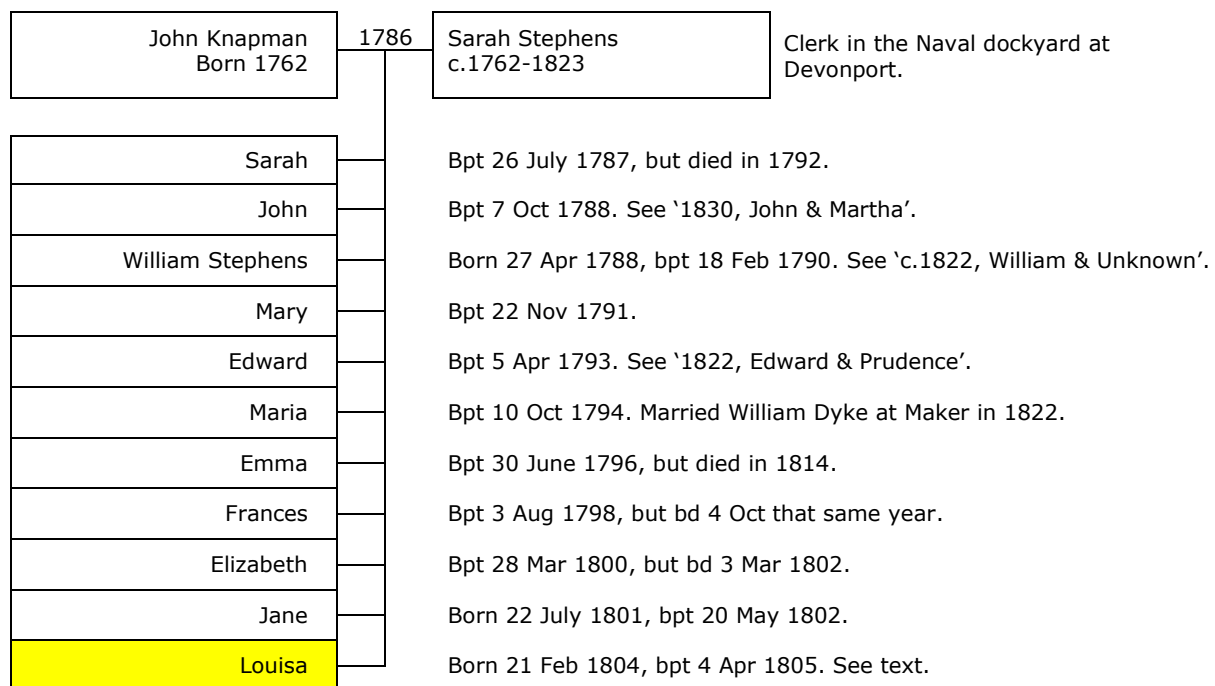 John Knapman
Born 1762
1786
Sarah Stephens
c.1762-1823
Clerk in the Naval dockyard at
Devonport.
Sarah Bpt 26 July 1787, but died in 1792.
John Bpt 7 Oct 1788. See ‘1830, John & Martha’.
William Stephens Born 27 Apr 1788, bpt 18 Feb 1790. See ‘c.1822, William & Unknown’.
Mary Bpt 22 Nov 1791.
Edward Bpt 5 Apr 1793. See ‘1822, Edward & Prudence’.
Maria Bpt 10 Oct 1794. Married William Dyke at Maker in 1822.
Emma Bpt 30 June 1796, but died in 1814.
Frances Bpt 3 Aug 1798, but bd 4 Oct that same year.
Elizabeth Bpt 28 Mar 1800, but bd 3 Mar 1802.
Jane Born 22 July 1801, bpt 20 May 1802.
Louisa Born 21 Feb 1804, bpt 4 Apr 1805. See text.